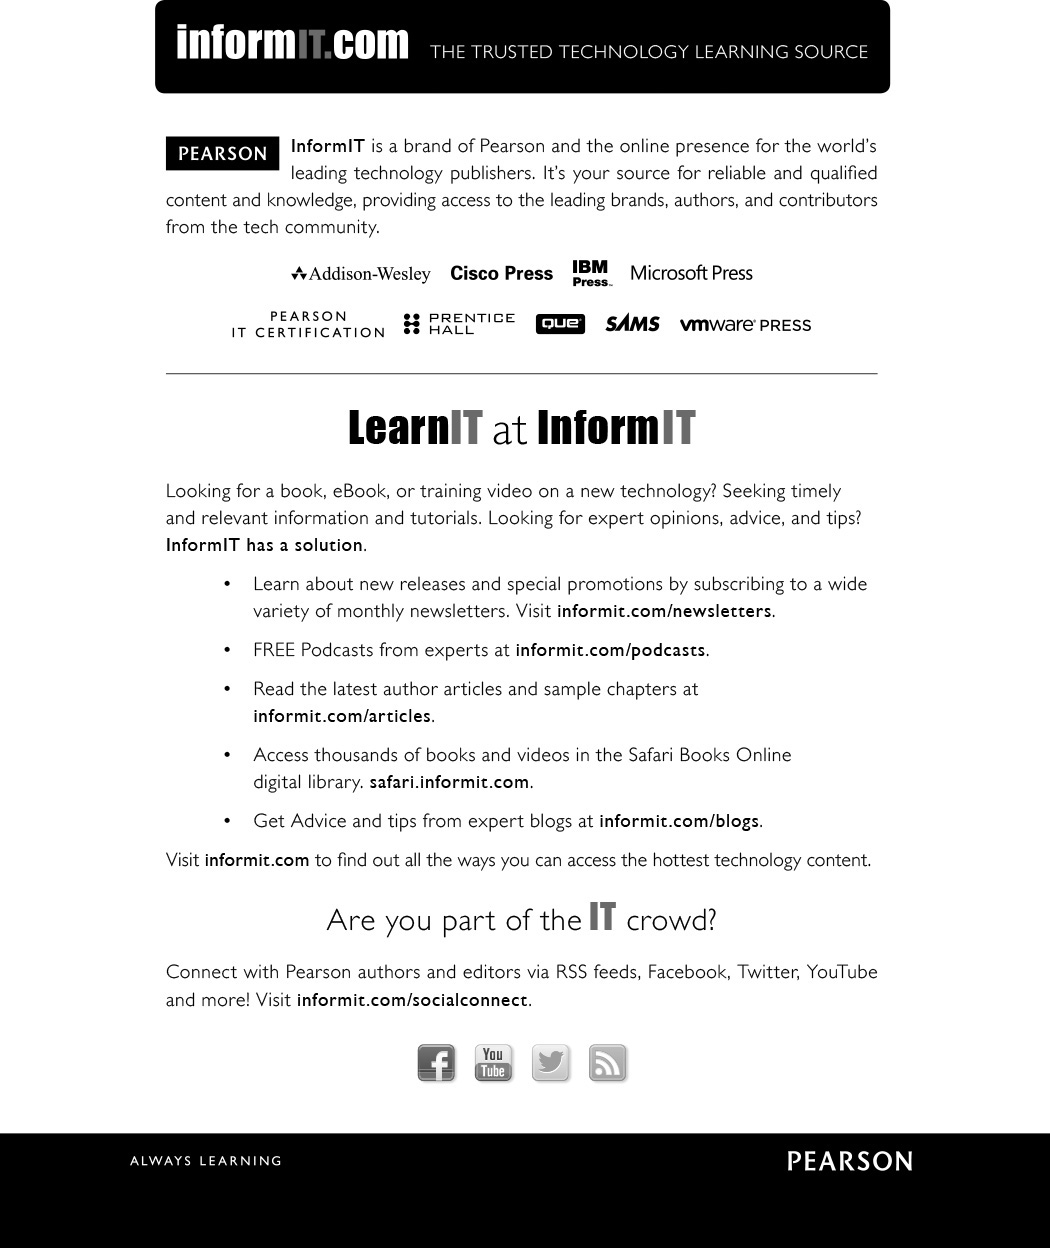 informIT.com THE TRUSTED TECHNOLOGY LEARNING SOURCE
PEARSON InformIT is a brand of Pearson and the online presence for the world's
leading technology publishers. It's your source for reliable and qualified
content and knowledge, providing access to the leading brands, authors, and contributors
from the tech community.
Addison-Wesley Cisco Press IBM Press™ Microsoft Press
PEARSON
IT CERTIFICATION PRENTICE HALL QUE® SAMS vmware® PRESS
LearnIT at InformIT
Looking for a book, eBook, or training video on a new technology? Seeking timely
and relevant information and tutorials. Looking for expert opinions, advice, and tips?
InformIT has a solution.
• Learn about new releases and special promotions by subscribing to a wide
variety of monthly newsletters. Visit informit.com/newsletters.
• FREE Podcasts from experts at informit.com/podcasts.
• Read the latest author articles and sample chapters at
informit.com/articles.
• Access thousands of books and videos in the Safari Books Online
digital library. safari.informit.com.
• Get Advice and tips from expert blogs at informit.com/blogs.
Visit informit.com to find out all the ways you can access the hottest technology content.
Are you part of the IT crowd?
Connect with Pearson authors and editors via RSS feeds, Facebook, Twitter, YouTube
and more! Visit informit.com/socialconnect.
f You Tube
ALWAYS LEARNING PEARSON